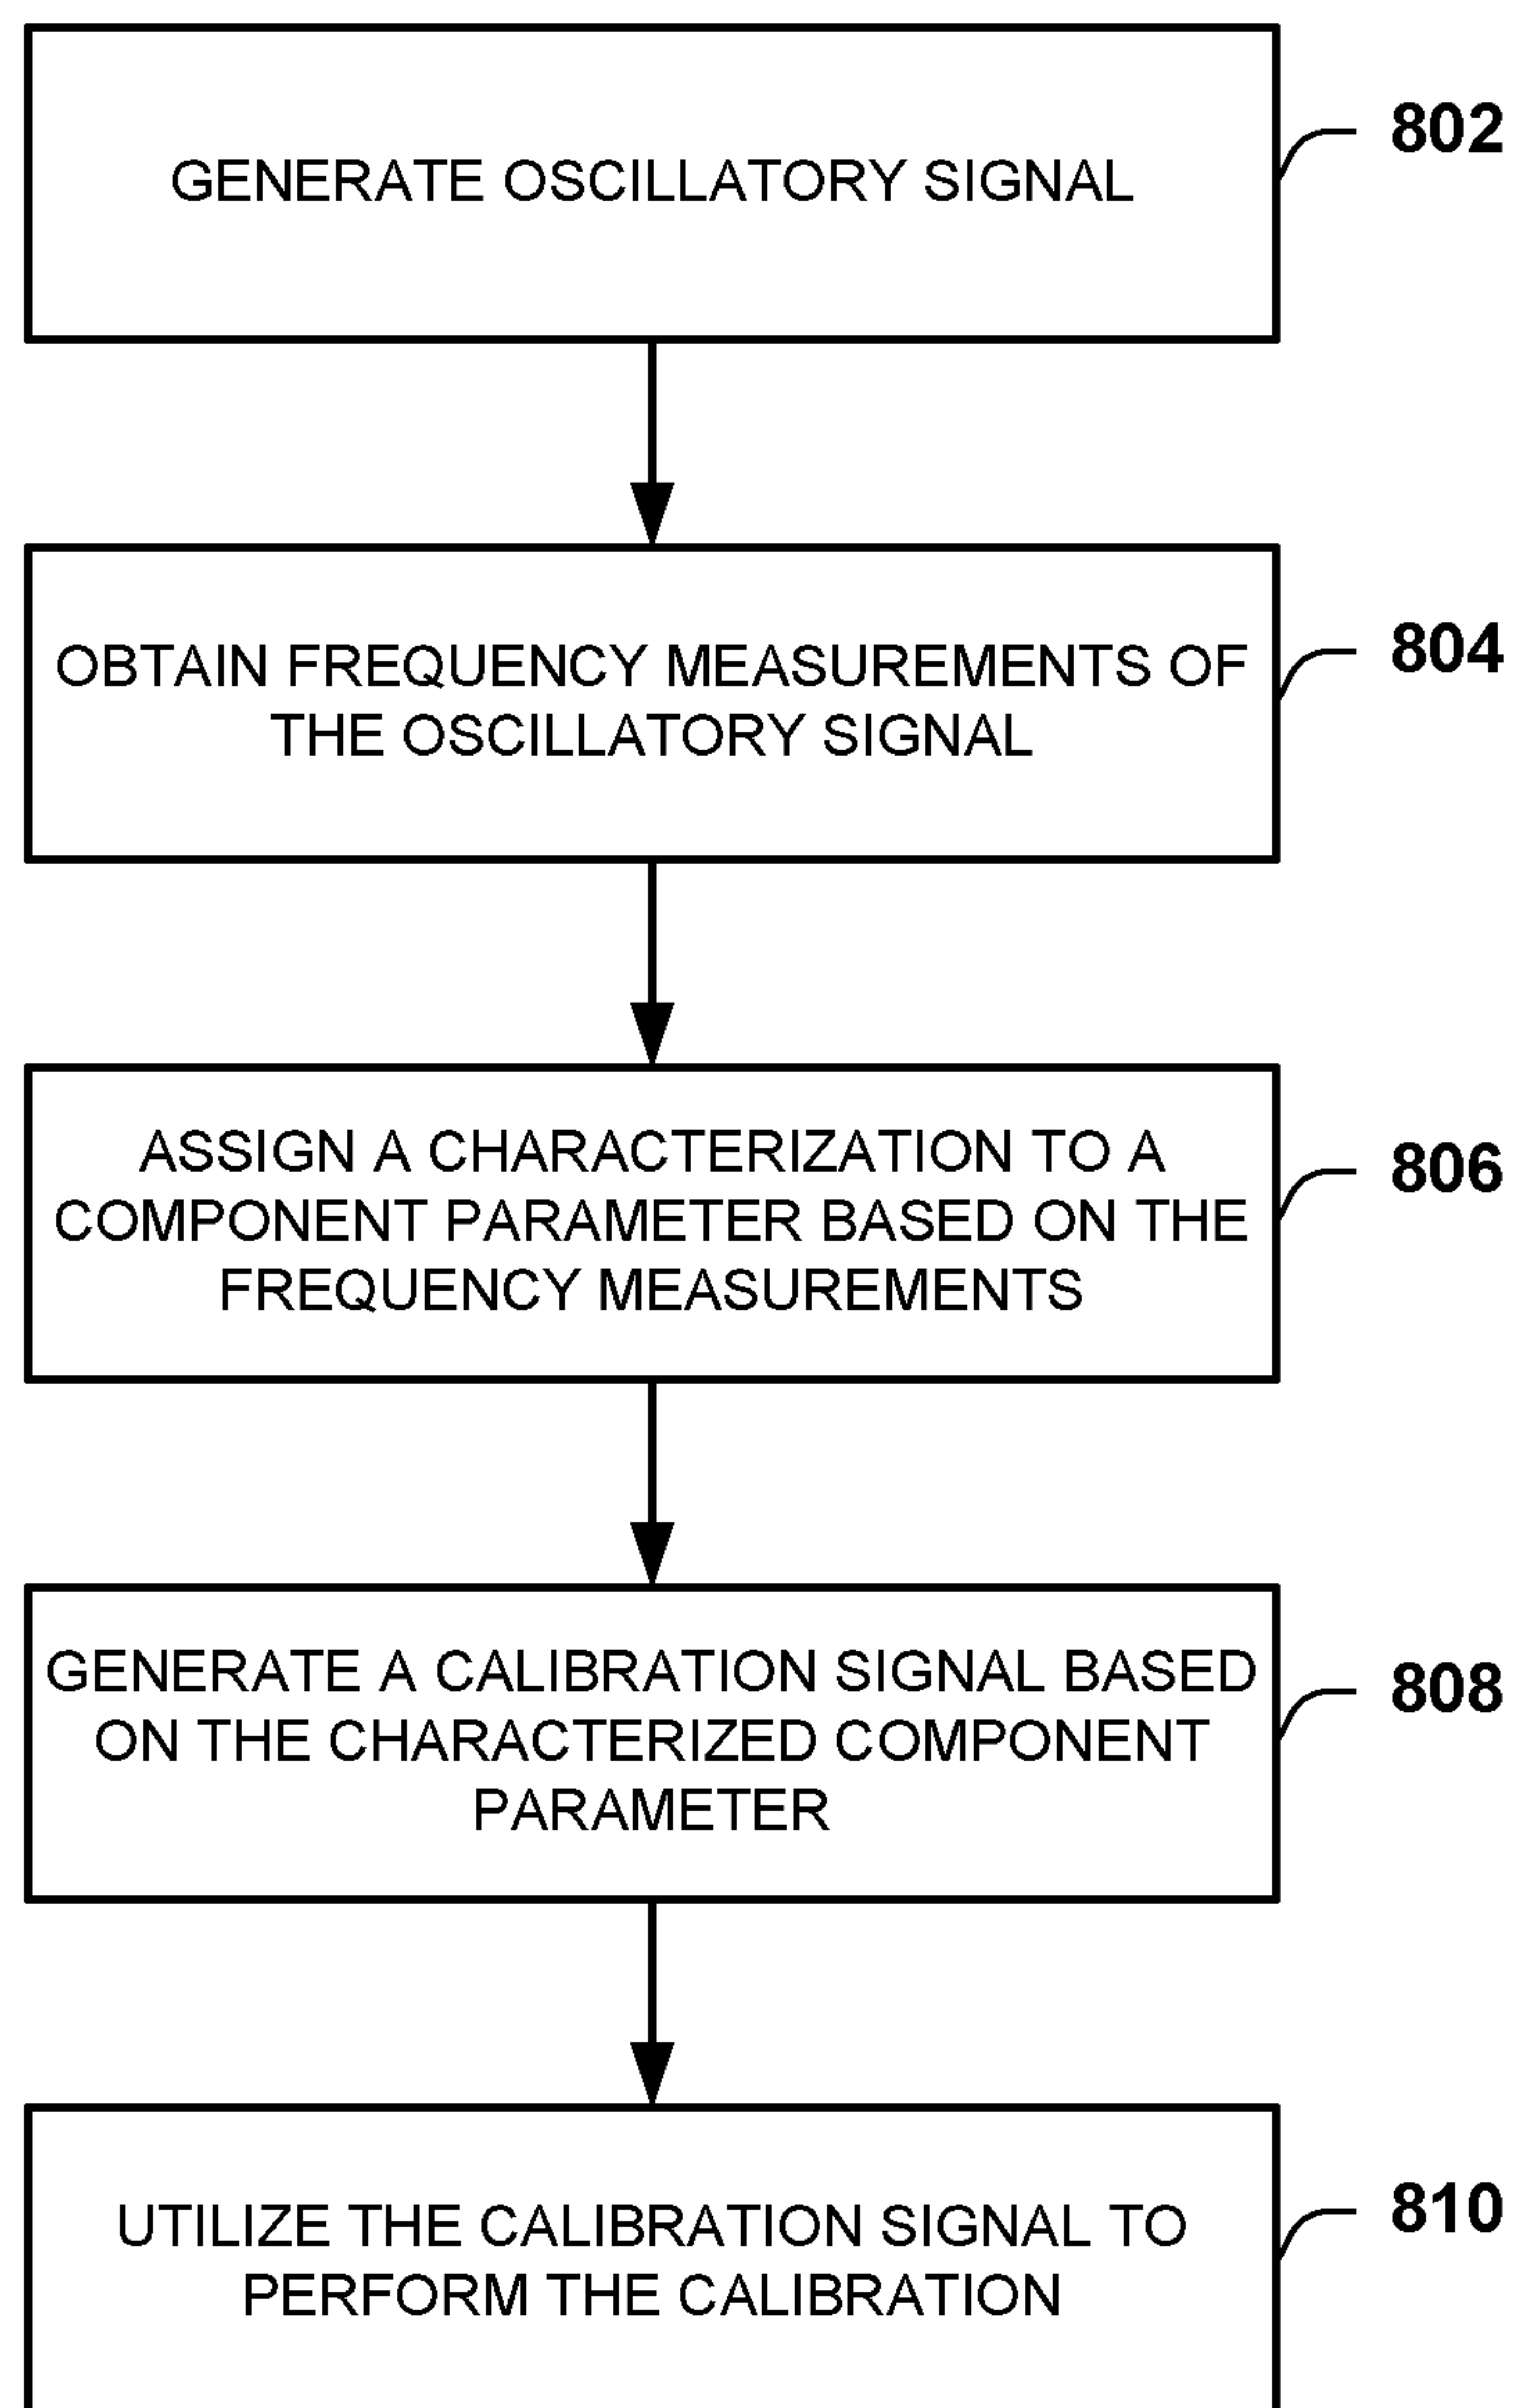 GENERATE OSCILLATORY SIGNAL
802
OBTAIN FREQUENCY MEASUREMENTS OF
THE OSCILLATORY SIGNAL
804
ASSIGN A CHARACTERIZATION TO A
COMPONENT PARAMETER BASED ON THE
FREQUENCY MEASUREMENTS
806
GENERATE A CALIBRATION SIGNAL BASED
ON THE CHARACTERIZED COMPONENT
PARAMETER
808
UTILIZE THE CALIBRATION SIGNAL TO
PERFORM THE CALIBRATION
810